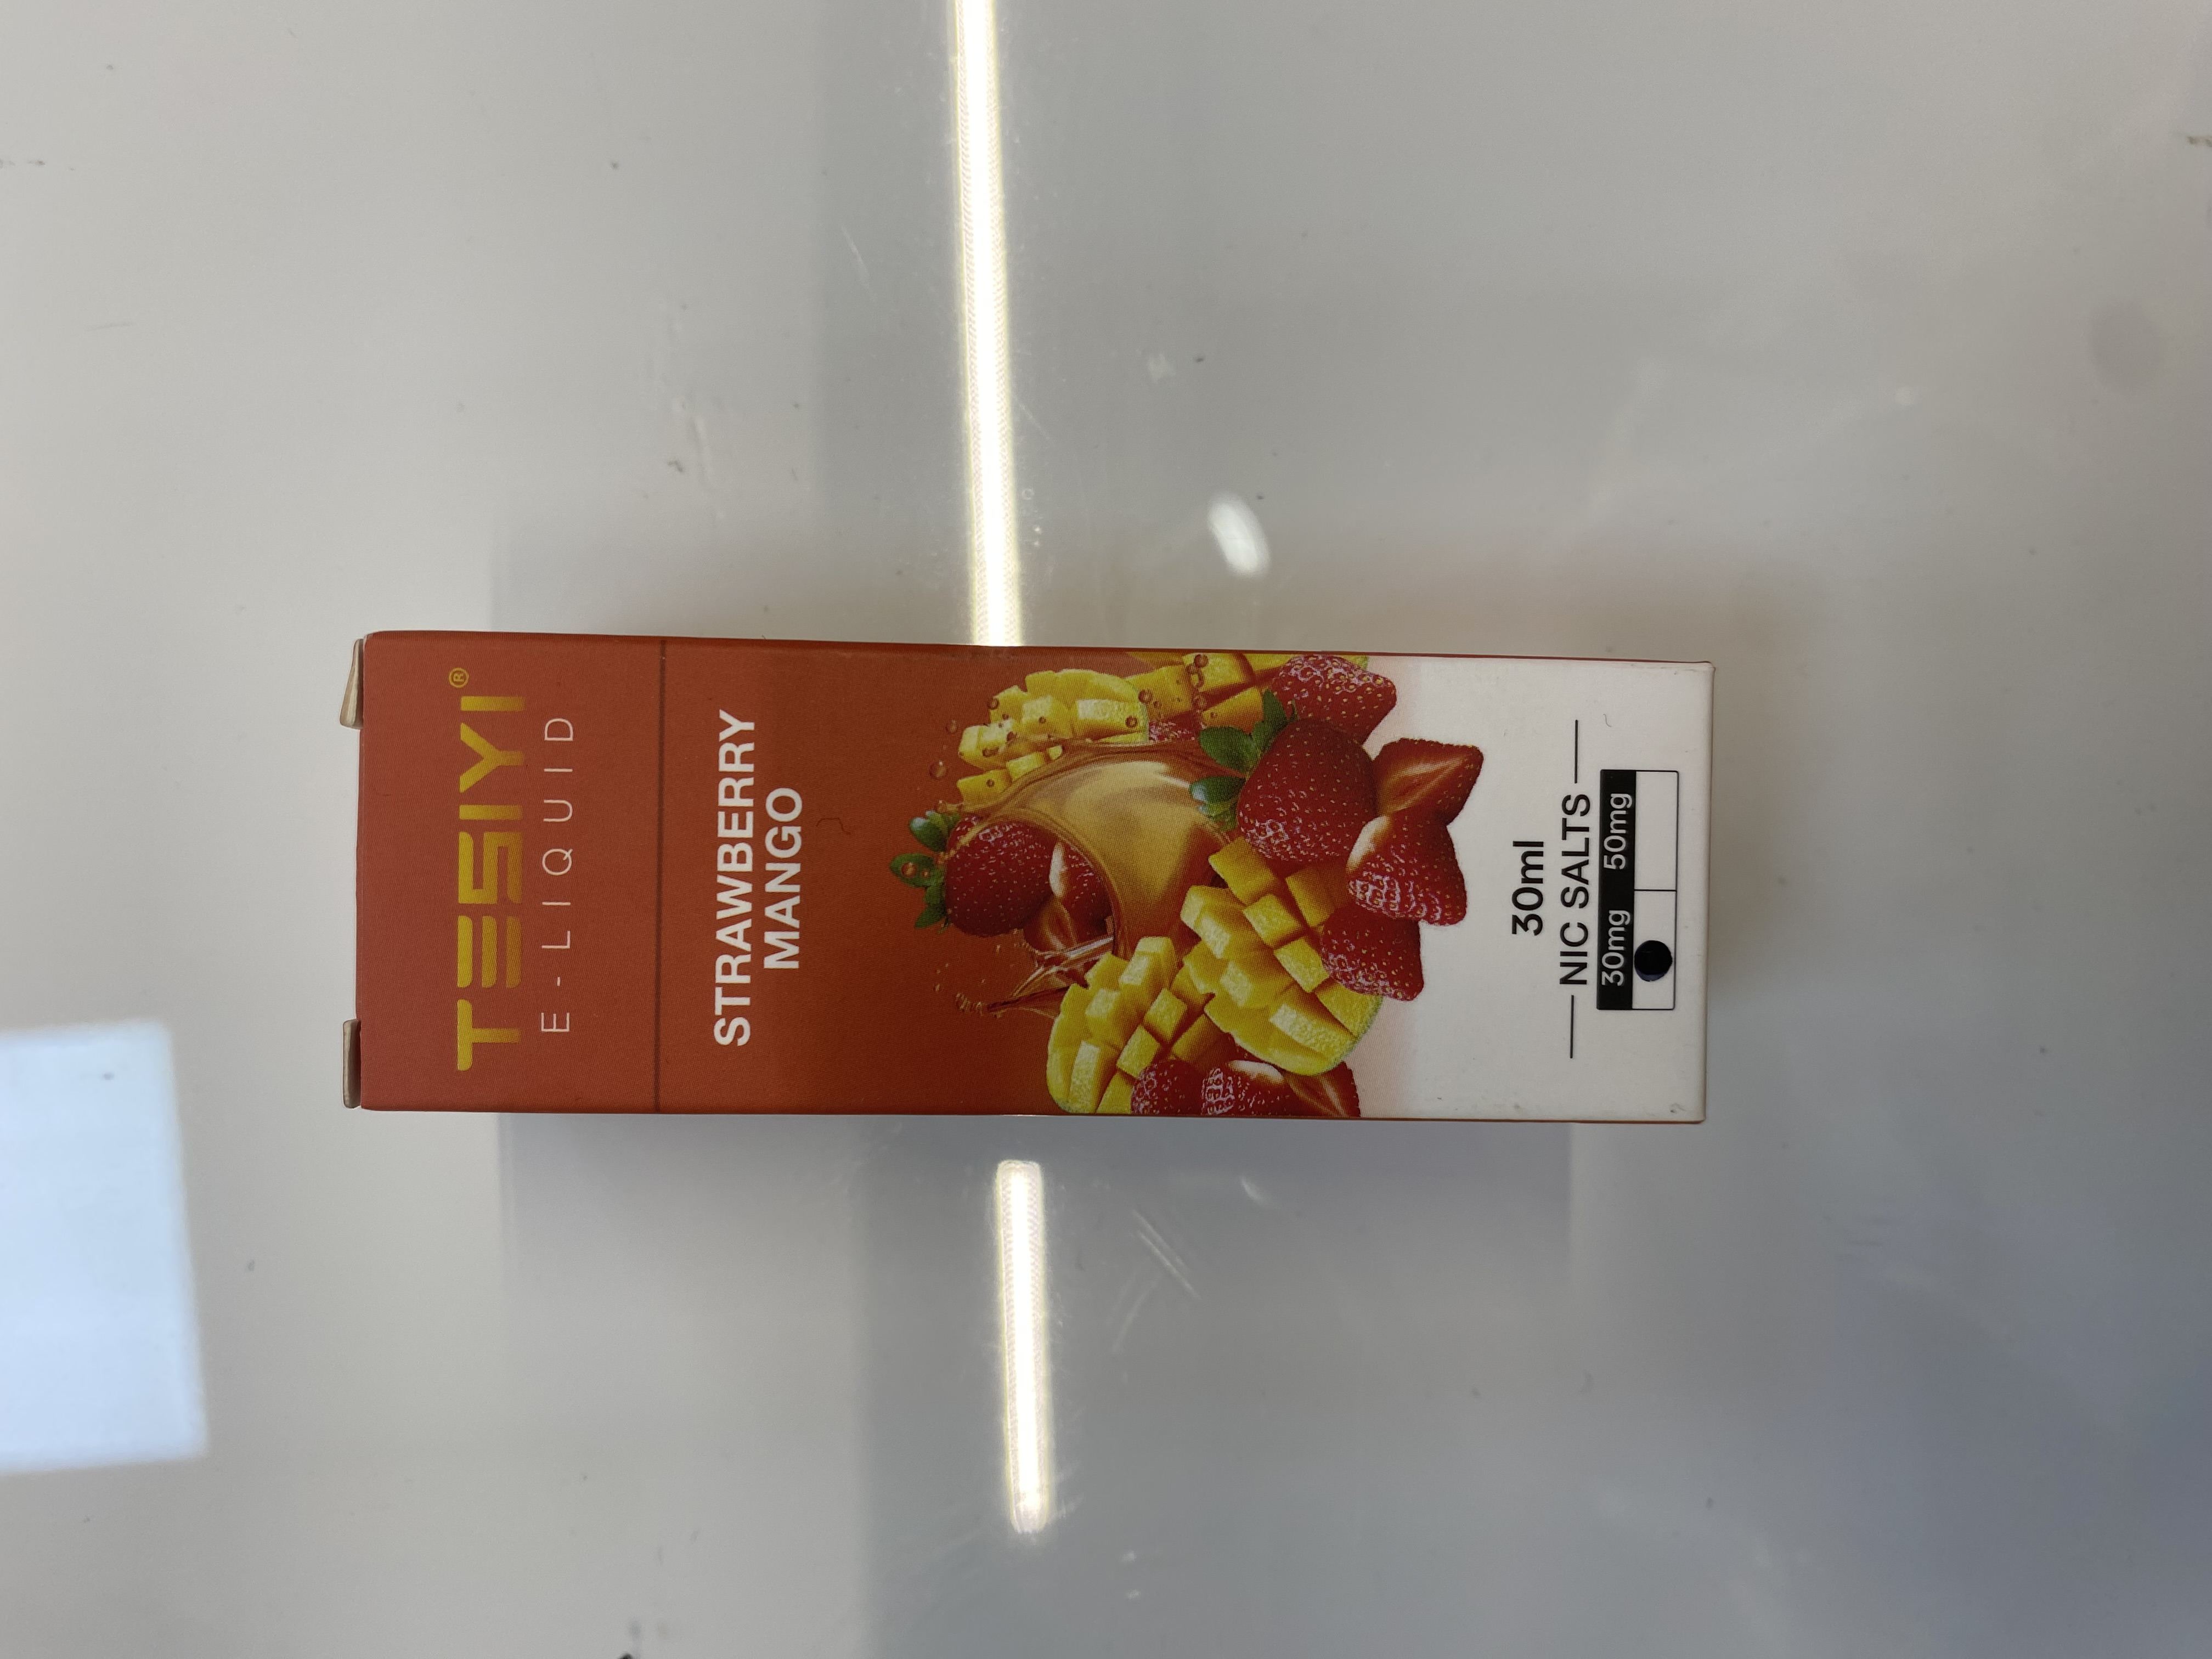 TESIYI®
E-LIQUID
STRAWBERRY
MANGO
30ml
NIC SALTS
30mg 50mg